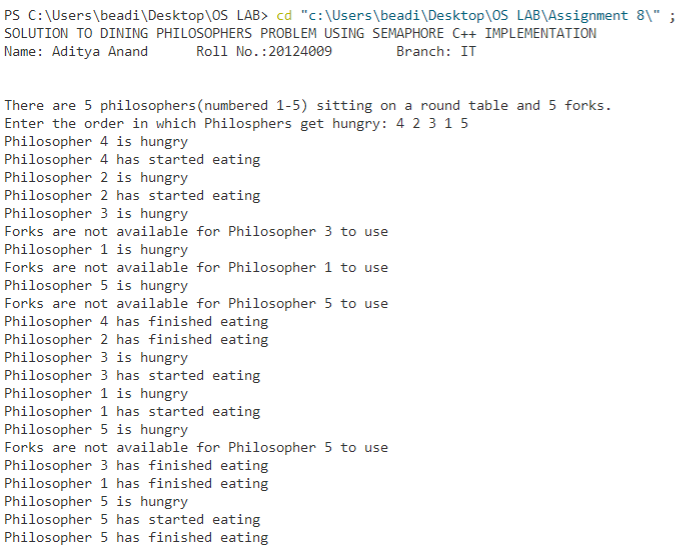 PS C:\Users\beadi\Desktop\OS LAB> cd "c:\Users\beadi\Desktop\OS LAB\Assignment 8\" ;
SOLUTION TO DINING PHILOSOPHERS PROBLEM USING SEMAPHORE C++ IMPLEMENTATION
Name: Aditya Anand Roll No.:20124009 Branch: IT
There are 5 philosophers(numbered 1-5) sitting on a round table and 5 forks.
Enter the order in which Philosphers get hungry: 4 2 3 1 5
Philosopher 4 is hungry
Philosopher 4 has started eating
Philosopher 2 is hungry
Philosopher 2 has started eating
Philosopher 3 is hungry
Forks are not available for Philosopher 3 to use
Philosopher 1 is hungry
Forks are not available for Philosopher 1 to use
Philosopher 5 is hungry
Forks are not available for Philosopher 5 to use
Philosopher 4 has finished eating
Philosopher 2 has finished eating
Philosopher 3 is hungry
Philosopher 3 has started eating
Philosopher 1 is hungry
Philosopher 1 has started eating
Philosopher 5 is hungry
Forks are not available for Philosopher 5 to use
Philosopher 3 has finished eating
Philosopher 1 has finished eating
Philosopher 5 is hungry
Philosopher 5 has started eating
Philosopher 5 has finished eating